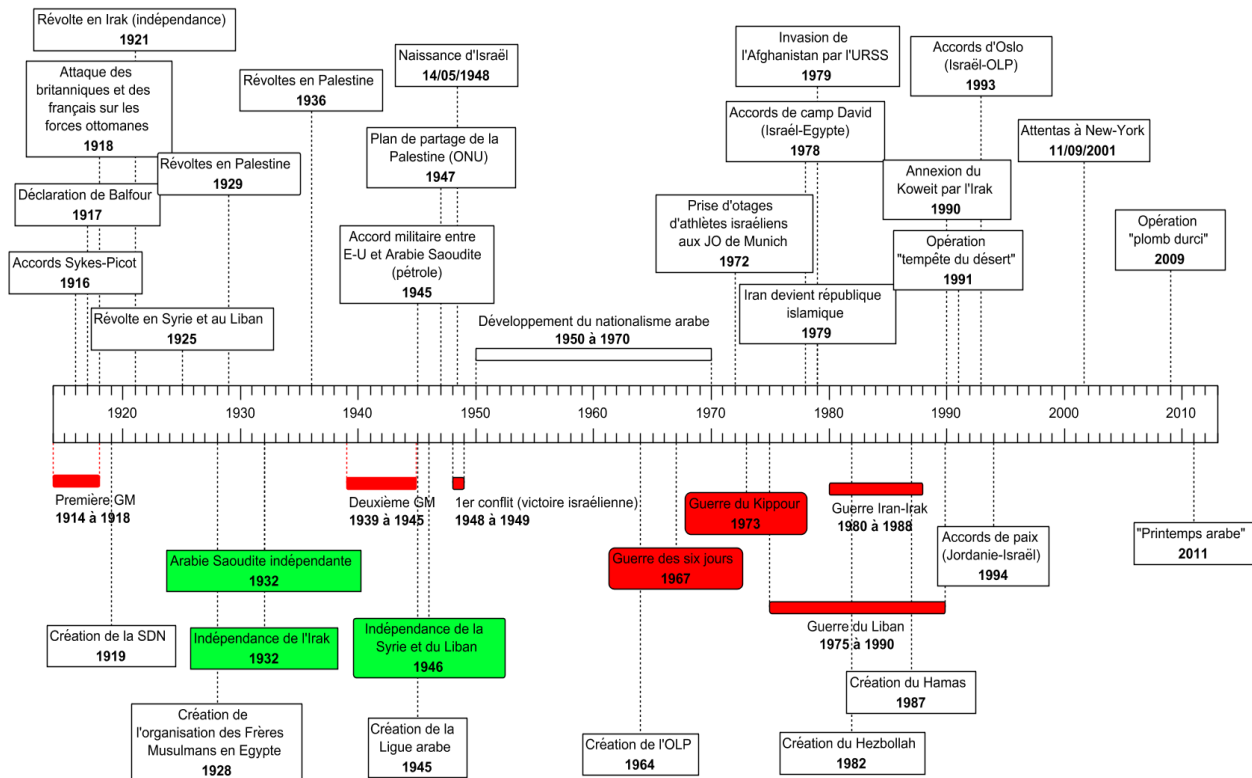 Révolte en Irak (indépendance)
1921
Attaque des
britanniques et des
français sur les
forces ottomanes
1918
Déclaration de Balfour
1917
Accords Sykes-Picot
1916
Révolte en Syrie et au Liban
1925
Révoltes en Palestine
1929
Révoltes en Palestine
1936
Naissance d'Israël
14/05/1948
Plan de partage de la
Palestine (ONU)
1947
Accord militaire entre
E-U et Arabie Saoudite
(pétrole)
1945
Développement du nationalisme arabe
1950 à 1970
Prise d'otages
d'athlètes israéliens
aux JO de Munich
1972
Invasion de
l'Afghanistan par l'URSS
1979
Accords de camp David
(Israél-Egypte)
1978
Iran devient république
islamique
1979
Accords d'Oslo
(Israël-OLP)
1993
Annexion du
Koweit par l'Irak
1990
Opération
"tempête du désert"
1991
Attentas à New-York
11/09/2001
Opération
"plomb durci"
2009
1920
1930
1940
1950
1960
1970
1980
1990
2000
2010
Première GM
1914 à 1918
Deuxième GM
1939 à 1945
1er conflit (victoire israélienne)
1948 à 1949
Guerre du Kippour
1973
Guerre des six jours
1967
Guerre Iran-Irak
1980 à 1988
Guerre du Liban
1975 à 1990
Accords de paix
(Jordanie-Israël)
1994
"Printemps arabe"
2011
Arabie Saoudite indépendante
1932
Indépendance de l'Irak
1932
Indépendance de la
Syrie et du Liban
1946
Création de la SDN
1919
Création de
l'organisation des Frères
Musulmans en Egypte
1928
Création de la
Ligue arabe
1945
Création de l'OLP
1964
Création du Hamas
1987
Création du Hezbollah
1982